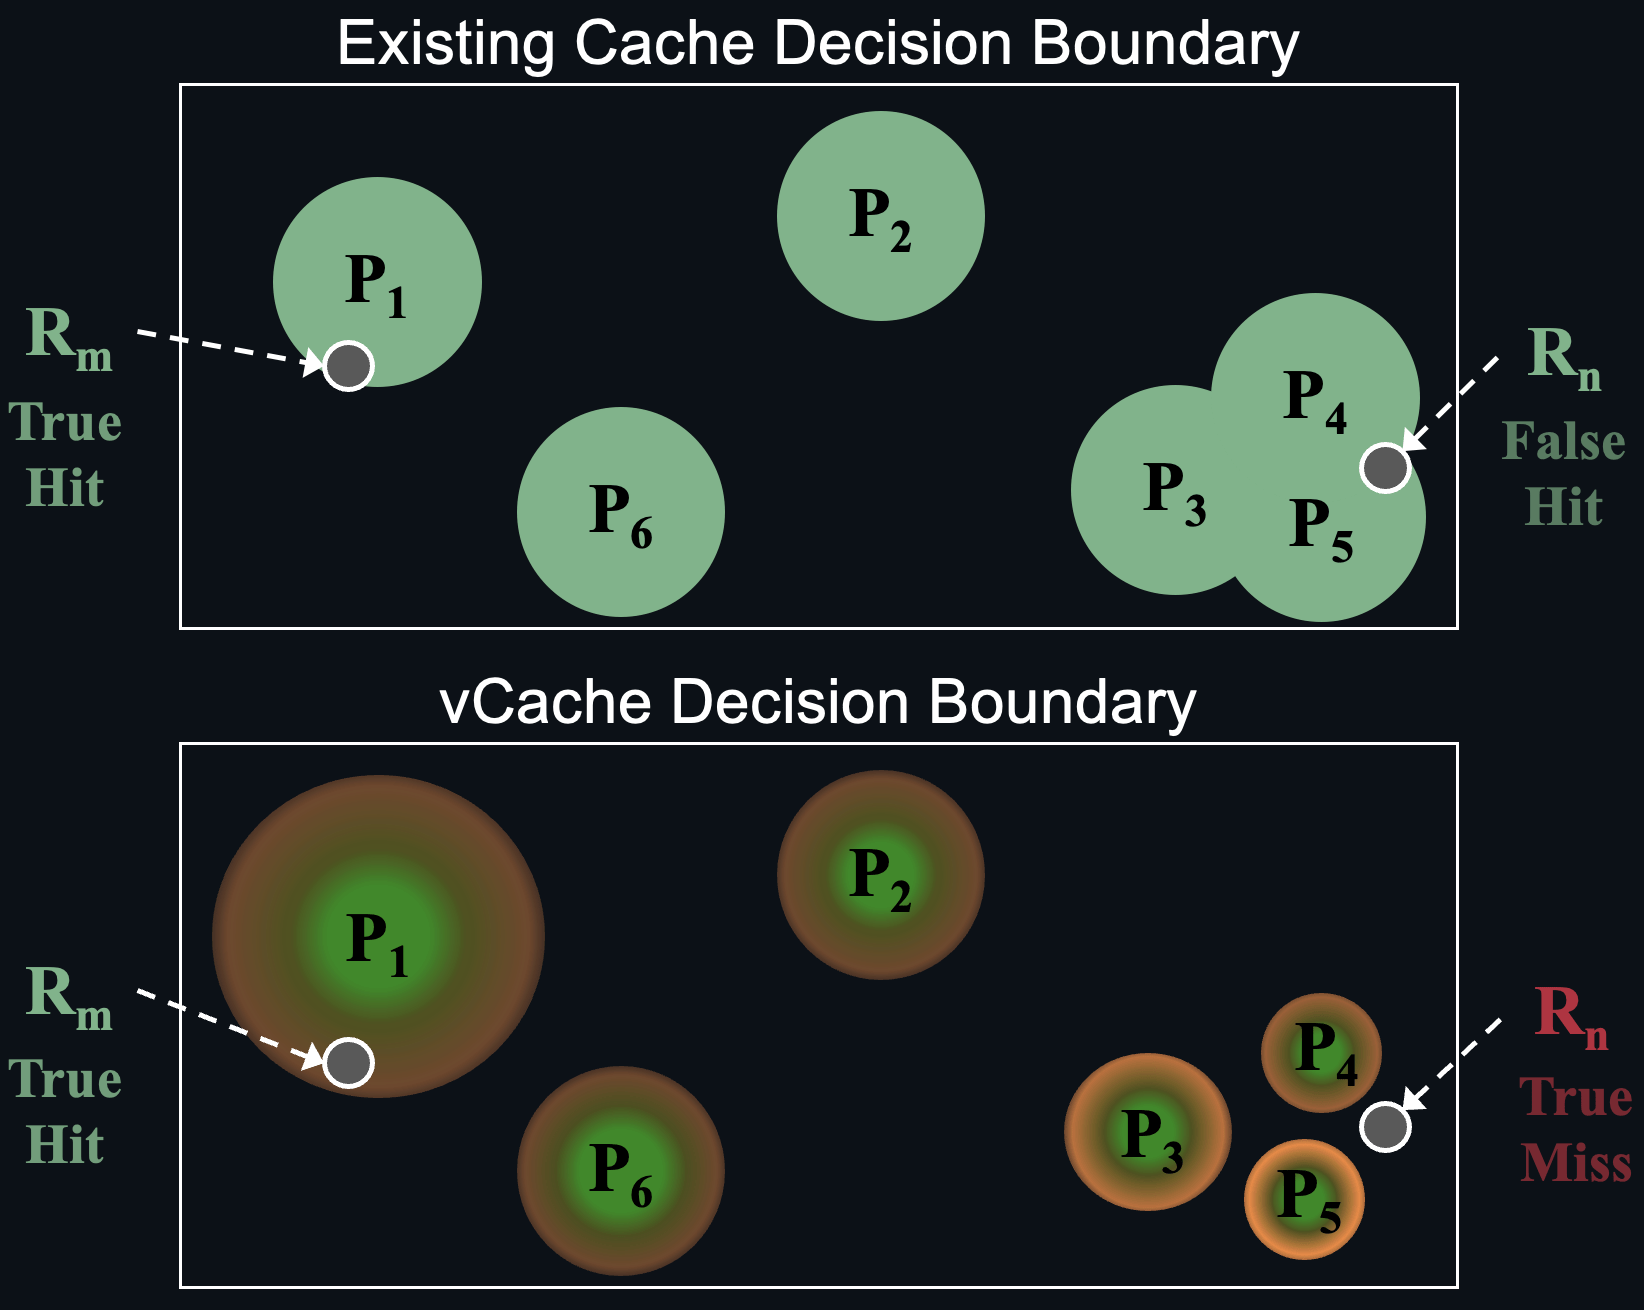 Existing Cache Decision Boundary
P2
P1
Rm
True
Hit
Rn
False
Hit
P4
P3
P6
P5
vCache Decision Boundary
P2
P1
Rm
True
Hit
Rn
True
Miss
P4
P3
P6
P5